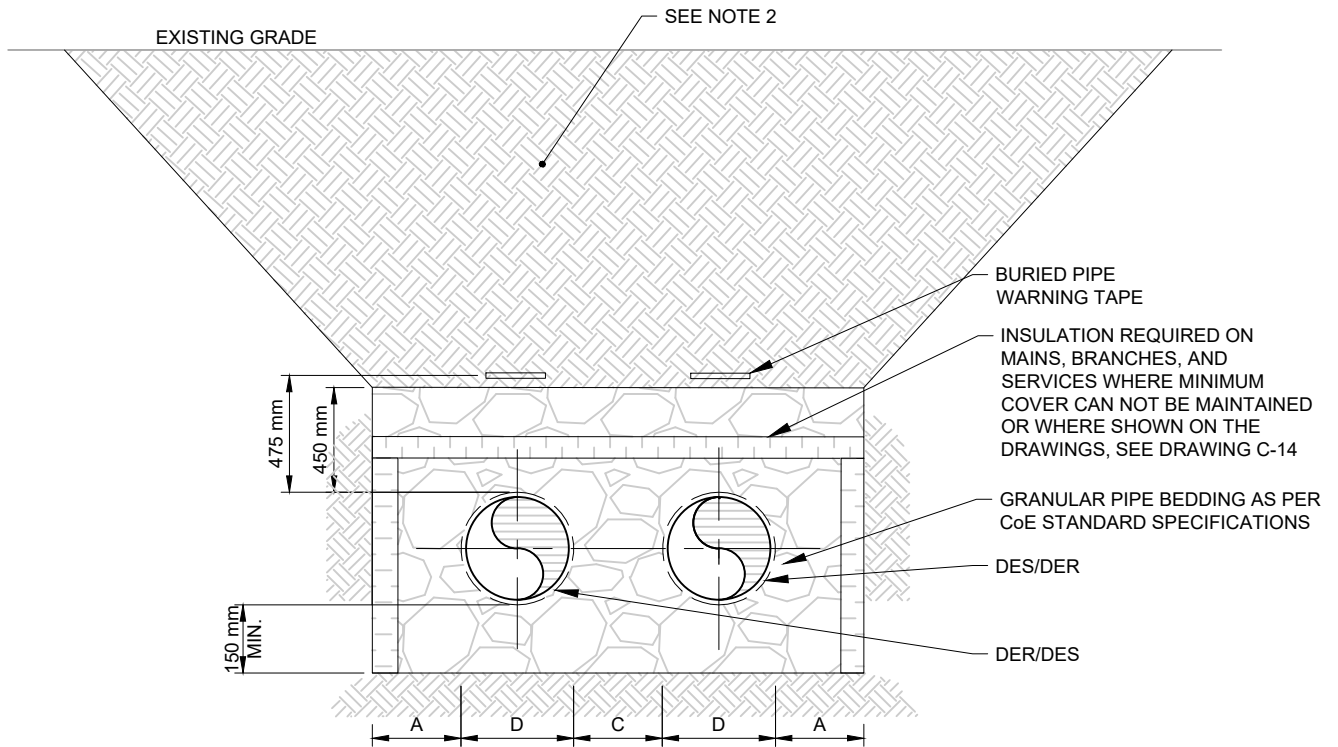 SEE NOTE 2
EXISTING GRADE
BURIED PIPE
WARNING TAPE
INSULATION REQUIRED ON
MAINS, BRANCHES, AND
SERVICES WHERE MINIMUM
COVER CAN NOT BE MAINTAINED
OR WHERE SHOWN ON THE
DRAWINGS, SEE DRAWING C-14
475 mm
450 mm
GRANULAR PIPE BEDDING AS PER
CoE STANDARD SPECIFICATIONS
DES/DER
150 mm
MIN.
DER/DES
A D C D A